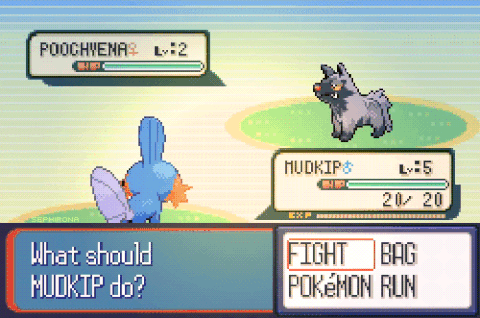 POOCHYENA♀ Lv:2
HP
MUDKIP♂ Lv:5
HP
20/ 20
EXP
SEPHIRONA
What should
MUDKIP do?
FIGHT BAG
POKéMON RUN